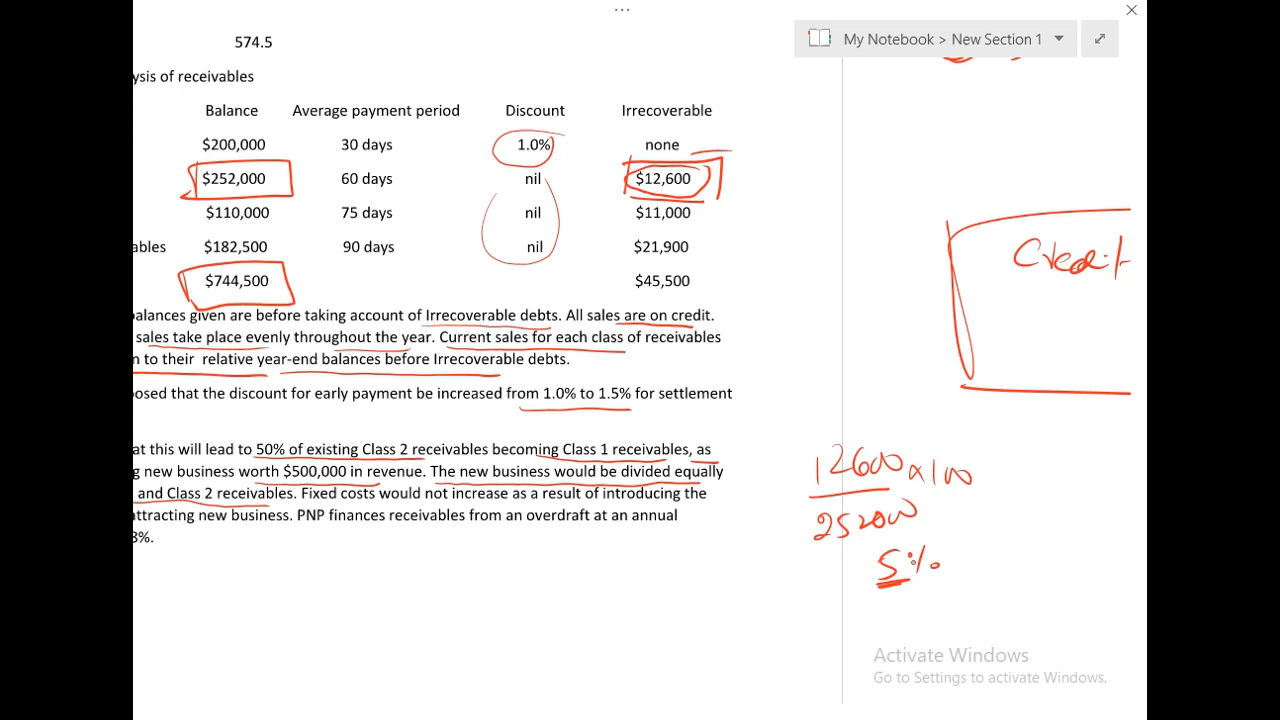 ...
574.5
My Notebook > New Section 1
ysis of receivables
Balance Average payment period Discount Irrecoverable
$200,000 30 days 1.0% none
$252,000 60 days nil $12,600
$110,000 75 days nil $11,000
ables $182,500 90 days nil $21,900
$744,500 $45,500
balances given are before taking account of Irrecoverable debts. All sales are on credit.
sales take place evenly throughout the year. Current sales for each class of receivables
n to their relative year-end balances before Irrecoverable debts.
posed that the discount for early payment be increased from 1.0% to 1.5% for settlement
at this will lead to 50% of existing Class 2 receivables becoming Class 1 receivables, as
g new business worth $500,000 in revenue. The new business would be divided equally
and Class 2 receivables. Fixed costs would not increase as a result of introducing the
attracting new business. PNP finances receivables from an overdraft at an annual
3%.
Credit
12600 x 100
252000
5%
Activate Windows
Go to Settings to activate Windows.